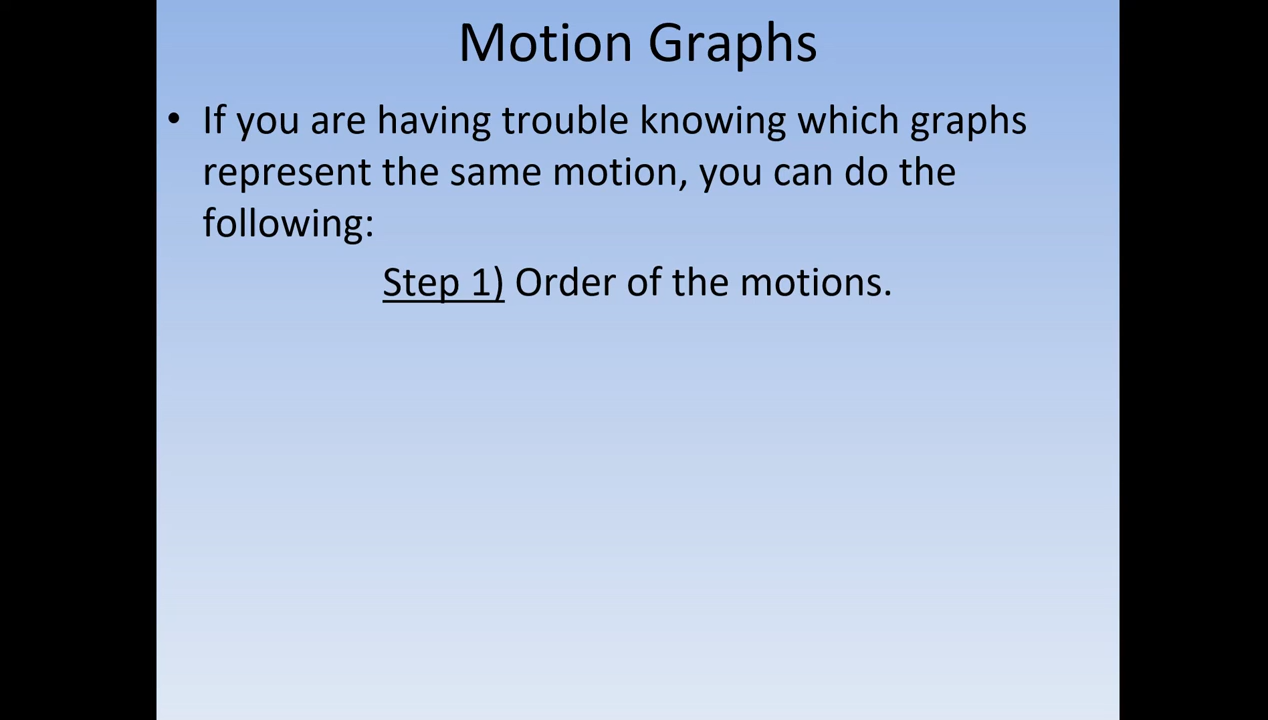 Motion Graphs
• If you are having trouble knowing which graphs
represent the same motion, you can do the
following:
Step 1) Order of the motions.